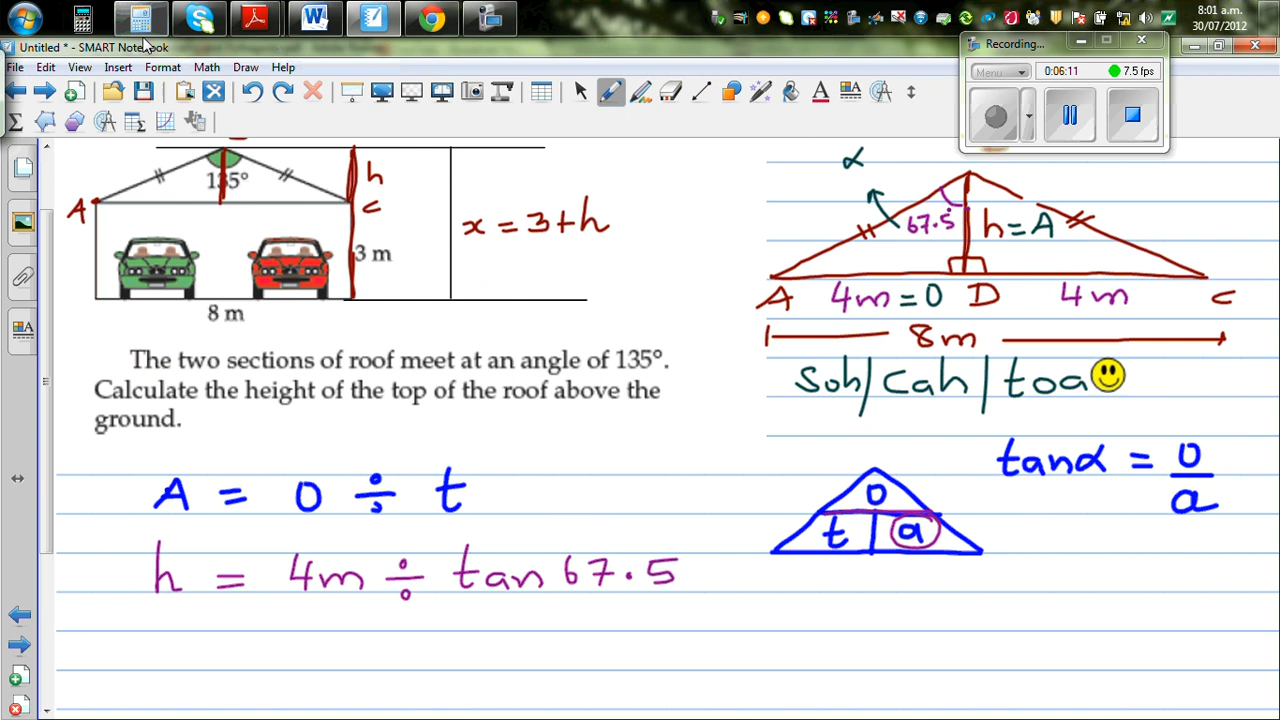 8:01 a.m.
30/07/2012
Untitled * - SMART Notebook
File Edit View Insert Format Math Draw Help
Recording...
Menu
0:06:11 7.5 fps
135°
A
h
C
3 m
8 m
x = 3 + h
α
67.5°
h = A
A 4m = O D 4m C
8m
Soh/Cah/toa
The two sections of roof meet at an angle of 135°.
Calculate the height of the top of the roof above the
ground.
A = O ÷ t
h = 4m ÷ tan 67.5
O
t a
tanα = O/a